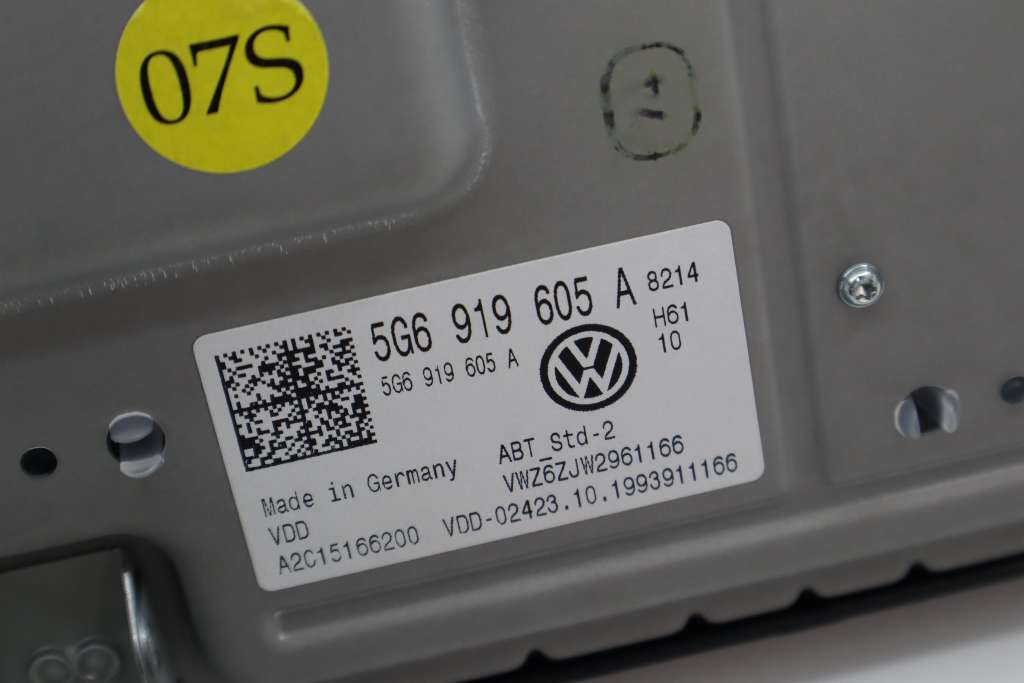 07S
5G6 919 605 A
8214
5G6 919 605 A
H61
10
ABT_Std-2
VWZ6ZJW2961166
Made in Germany
VDD
VDD-02423.10.1993911166
A2C15166200